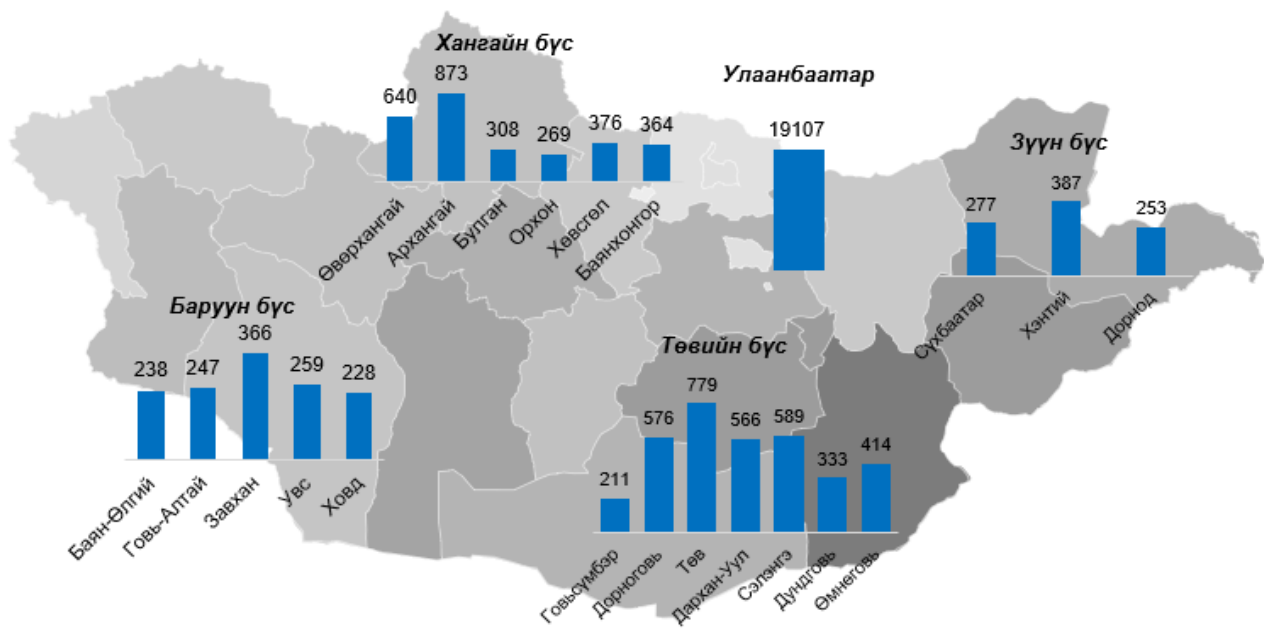 Хангайн бүс
640
873
308
269
376
364
Өвөрхангай
Архангай
Булган
Орхон
Хөвсгөл
Баянхонгор
Улаанбаатар
19107
Зүүн бүс
277
387
253
Сүхбаатар
Хэнтий
Дорнод
Баруун бүс
238
247
366
259
228
Баян-Өлгий
Говь-Алтай
Завхан
Увс
Ховд
Төвийн бүс
211
576
779
566
589
333
414
Говьсүмбэр
Дорноговь
Төв
Дархан-Уул
Сэлэнгэ
Дундговь
Өмнөговь